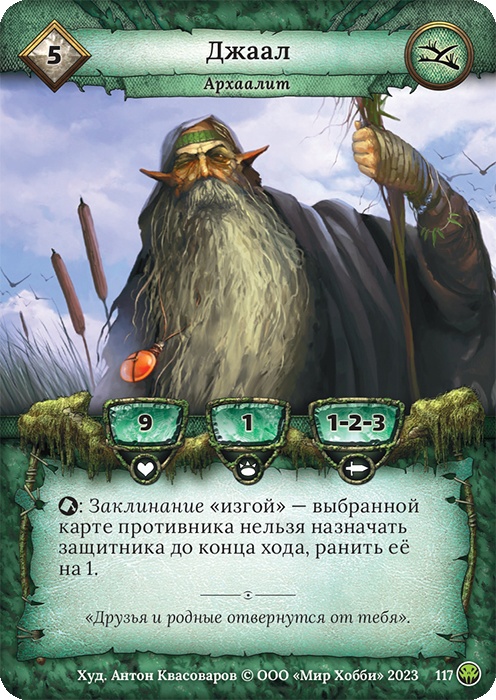 5
Джаал
Архаалит
9
1
1-2-3
: Заклинание «изгой» — выбранной
карте противника нельзя назначать
защитника до конца хода, ранить её
на 1.
«Друзья и родные отвернутся от тебя».
Худ. Антон Квасоваров © ООО «Мир Хобби» 2023 117